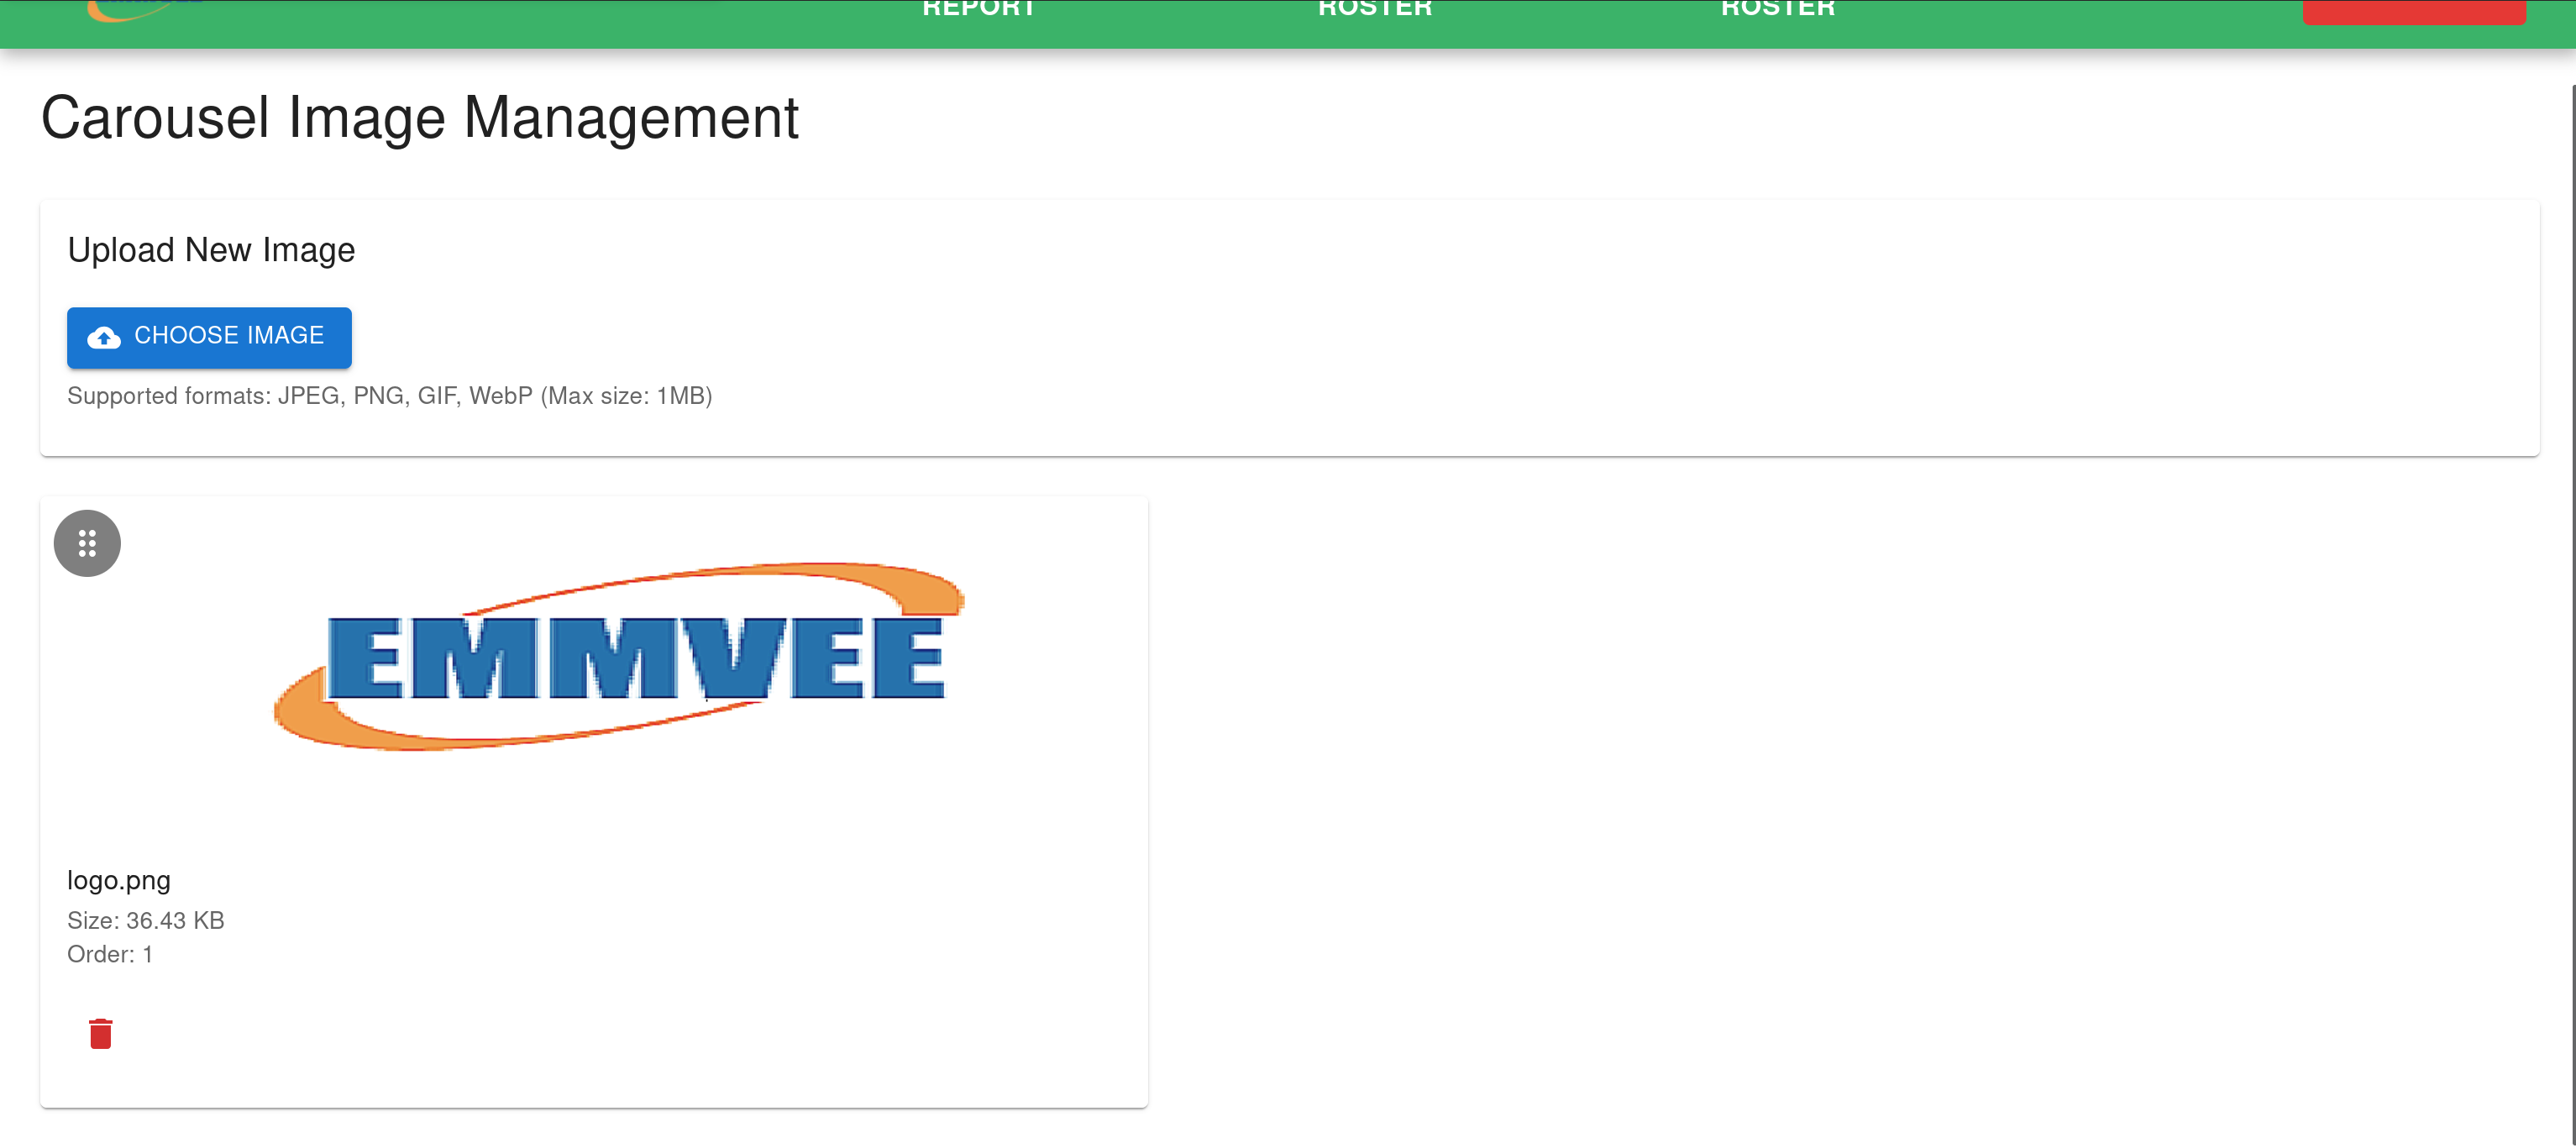 REPORT ROSTER ROSTER
Carousel Image Management
Upload New Image
CHOOSE IMAGE
Supported formats: JPEG, PNG, GIF, WebP (Max size: 1MB)
EMMVEE
logo.png
Size: 36.43 KB
Order: 1